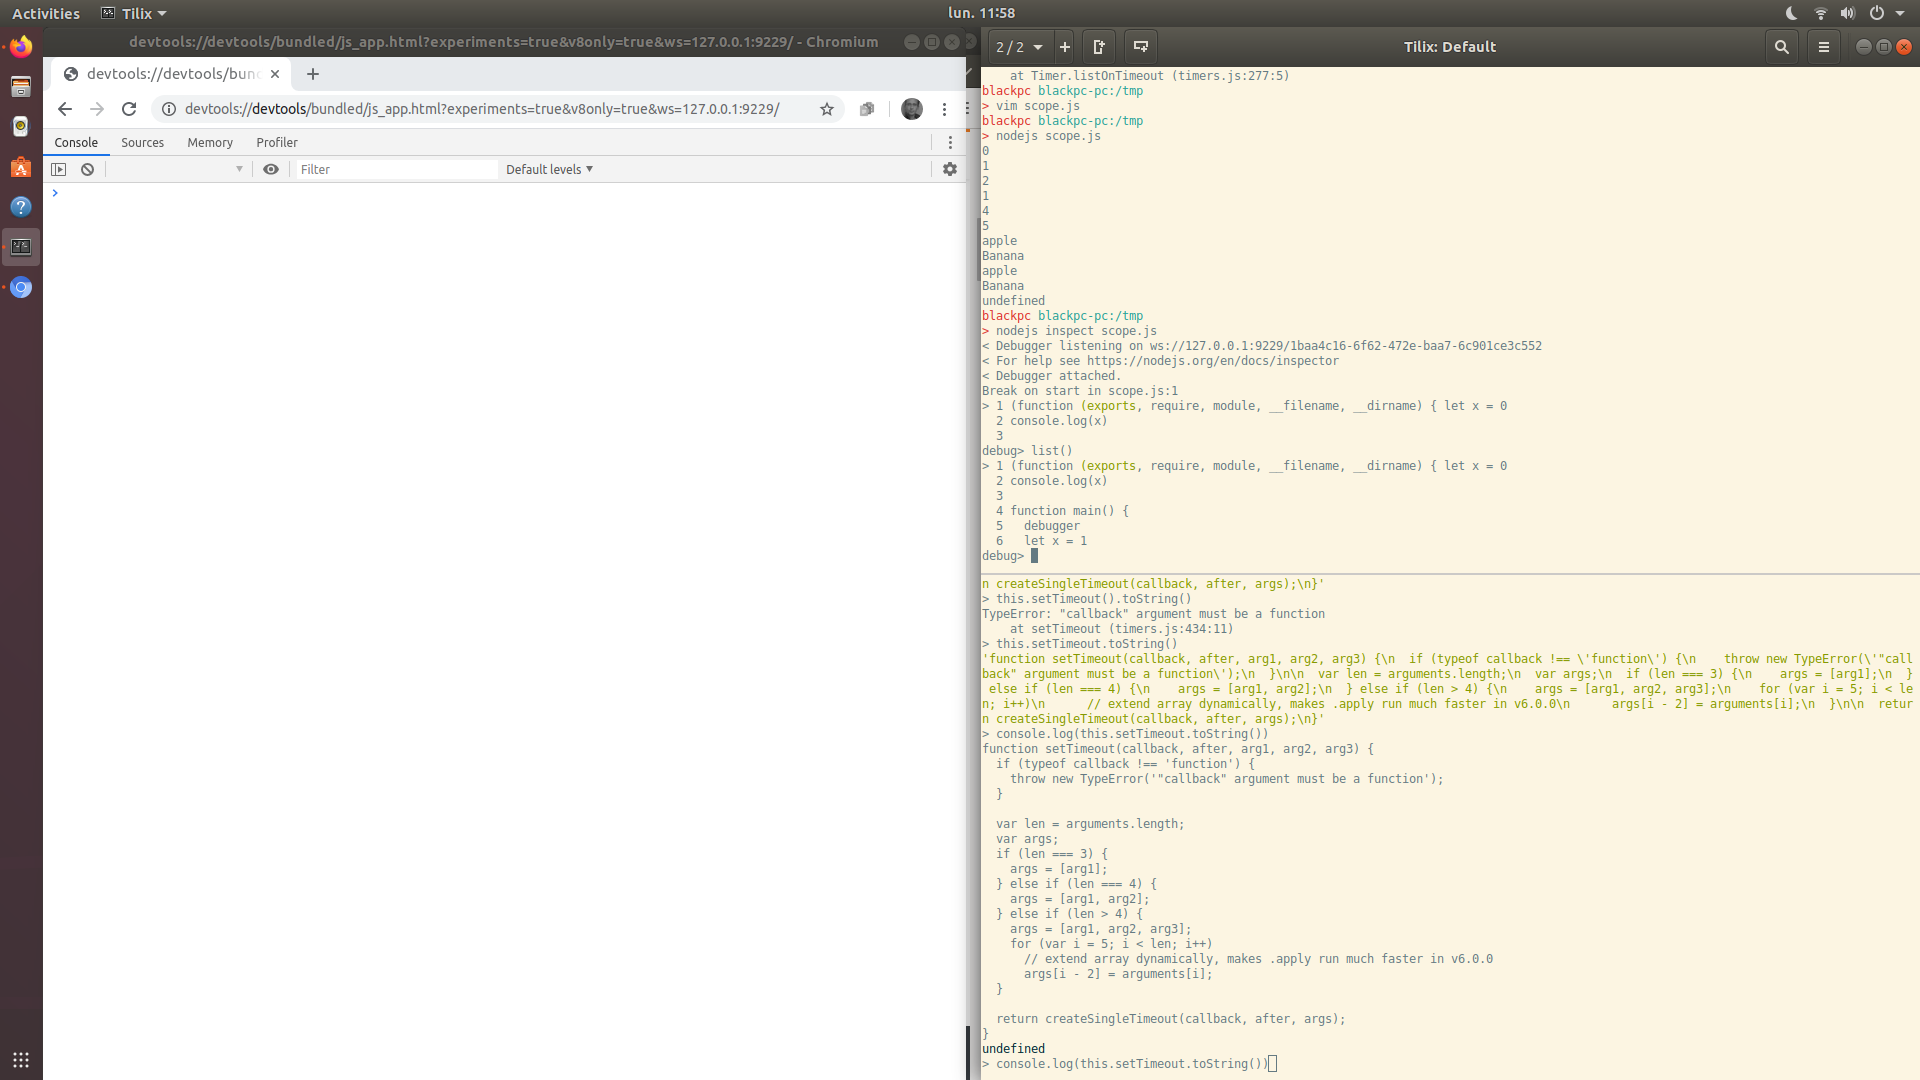 Activities
Tilix
lun. 11:58
devtools://devtools/bundled/js_app.html?experiments=true&v8only=true&ws=127.0.0.1:9229/ - Chromium
devtools://devtools/bun
devtools://devtools/bundled/js_app.html?experiments=true&v8only=true&ws=127.0.0.1:9229/
Console
Sources
Memory
Profiler
Filter
Default levels
>
2 / 2
Tilix: Default
    at Timer.listOnTimeout (timers.js:277:5)
blackpc blackpc-pc:/tmp
> vim scope.js
blackpc blackpc-pc:/tmp
> nodejs scope.js
0
1
2
1
4
5
apple
Banana
apple
Banana
undefined
blackpc blackpc-pc:/tmp
> nodejs inspect scope.js
< Debugger listening on ws://127.0.0.1:9229/1baa4c16-6f62-472e-baa7-6c901ce3c552
< For help see https://nodejs.org/en/docs/inspector
< Debugger attached.
Break on start in scope.js:1
> 1 (function (exports, require, module, __filename, __dirname) { let x = 0
  2 console.log(x)
  3
debug> list()
> 1 (function (exports, require, module, __filename, __dirname) { let x = 0
  2 console.log(x)
  3
  4 function main() {
  5   debugger
  6   let x = 1
debug>
n createSingleTimeout(callback, after, args);\n}'
> this.setTimeout().toString()
TypeError: "callback" argument must be a function
    at setTimeout (timers.js:434:11)
> this.setTimeout.toString()
'function setTimeout(callback, after, arg1, arg2, arg3) {\n  if (typeof callback !== \'function\') {\n    throw new TypeError(\'"call
back" argument must be a function\');\n  }\n\n  var len = arguments.length;\n  var args;\n  if (len === 3) {\n    args = [arg1];\n  }
 else if (len === 4) {\n    args = [arg1, arg2];\n  } else if (len > 4) {\n    args = [arg1, arg2, arg3];\n    for (var i = 5; i < le
n; i++)\n      // extend array dynamically, makes .apply run much faster in v6.0.0\n      args[i - 2] = arguments[i];\n  }\n\n  retur
n createSingleTimeout(callback, after, args);\n}'
> console.log(this.setTimeout.toString())
function setTimeout(callback, after, arg1, arg2, arg3) {
  if (typeof callback !== 'function') {
    throw new TypeError('"callback" argument must be a function');
  }
  var len = arguments.length;
  var args;
  if (len === 3) {
    args = [arg1];
  } else if (len === 4) {
    args = [arg1, arg2];
  } else if (len > 4) {
    args = [arg1, arg2, arg3];
    for (var i = 5; i < len; i++)
      // extend array dynamically, makes .apply run much faster in v6.0.0
      args[i - 2] = arguments[i];
  }
  return createSingleTimeout(callback, after, args);
}
undefined
> console.log(this.setTimeout.toString())